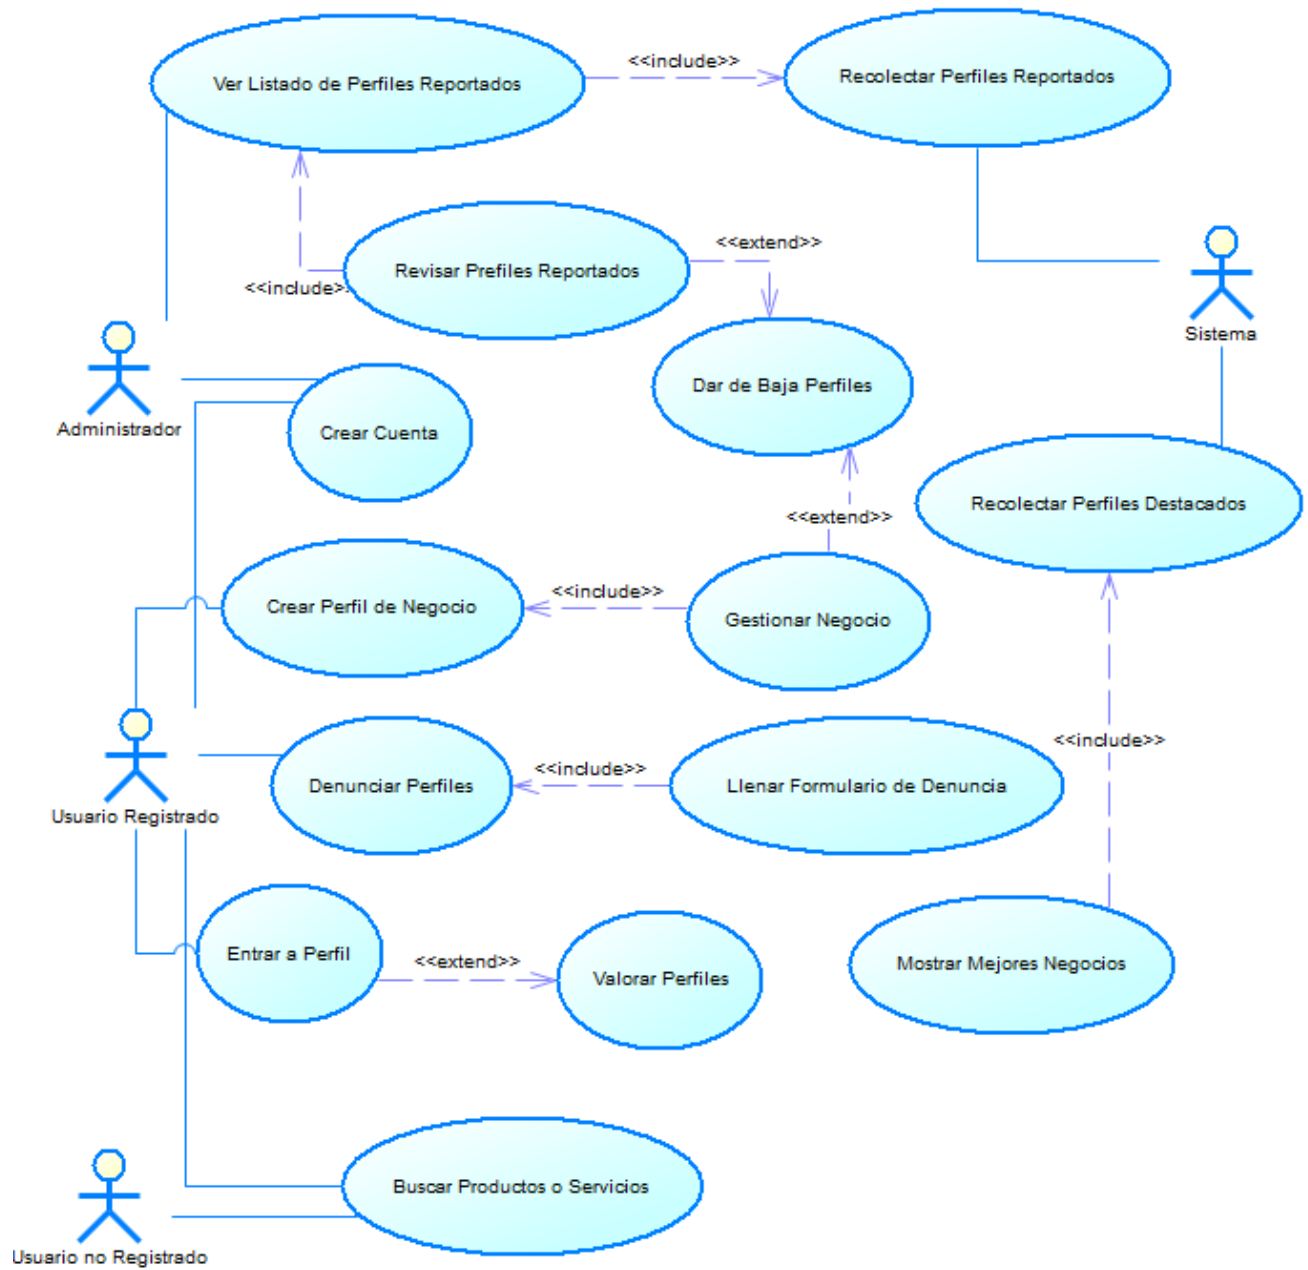 <<include>>
Ver Listado de Perfiles Reportados
Recolectar Perfiles Reportados
<<extend>>
Revisar Prefiles Reportados
<<include>
Sistema
Dar de Baja Perfiles
Administrador
Crear Cuenta
Recolectar Perfiles Destacados
<<extend>>
<<include>>
Crear Perfil de Negocio
Gestionar Negocio
<<include>>
<<include>>
Denunciar Perfiles
Llenar Formulario de Denuncia
Usuario Registrado
Entrar a Perfil
<<extend>>
Valorar Perfiles
Mostrar Mejores Negocios
Buscar Productos o Servicios
Usuario no Registrado